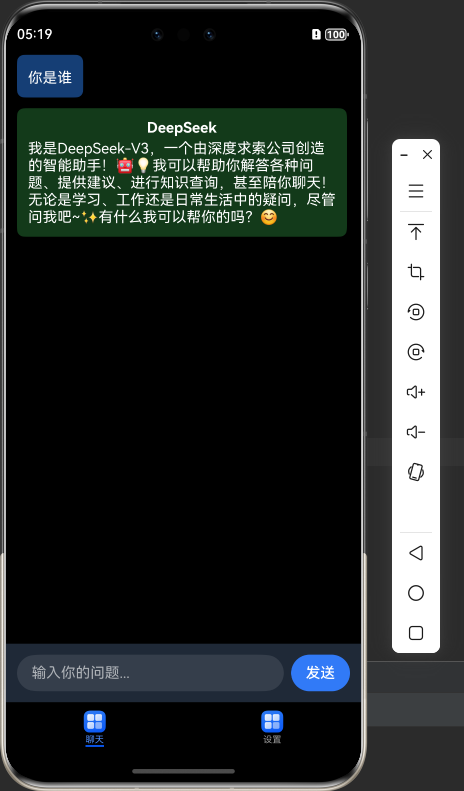 05:19
100
你是谁
DeepSeek
我是DeepSeek-V3，一个由深度求索公司创造
的智能助手！🤖💡我可以帮助你解答各种问
题、提供建议、进行知识查询，甚至陪你聊天！
无论是学习、工作还是日常生活中的疑问，尽管
问我吧~✨有什么我可以帮你的吗？😊
输入你的问题...
发送
聊天
设置